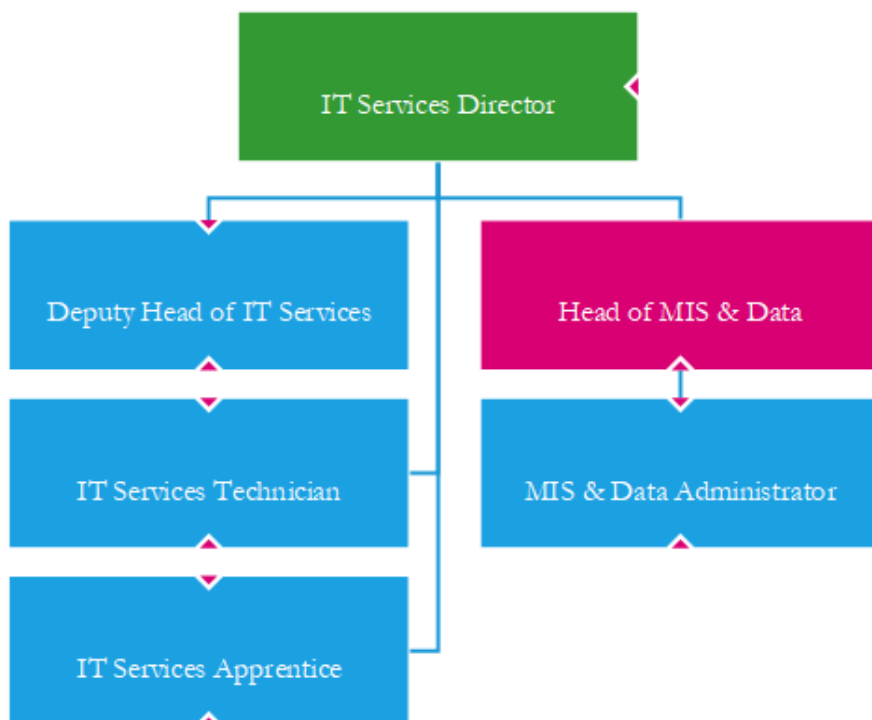 IT Services Director
Deputy Head of IT Services
Head of MIS & Data
IT Services Technician
MIS & Data Administrator
IT Services Apprentice